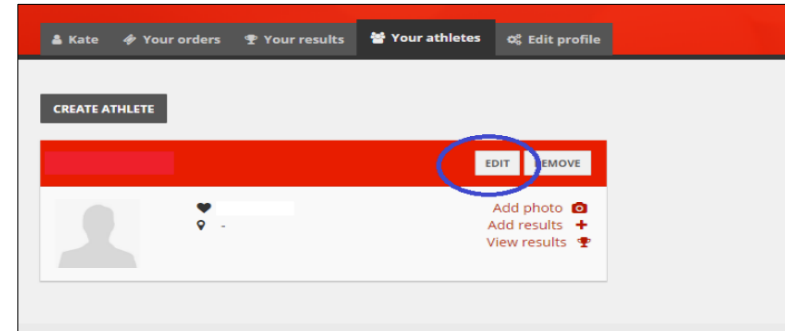 Kate Your orders Your results Your athletes Edit profile
CREATE ATHLETE
EDIT REMOVE
Add photo
-
Add results
View results